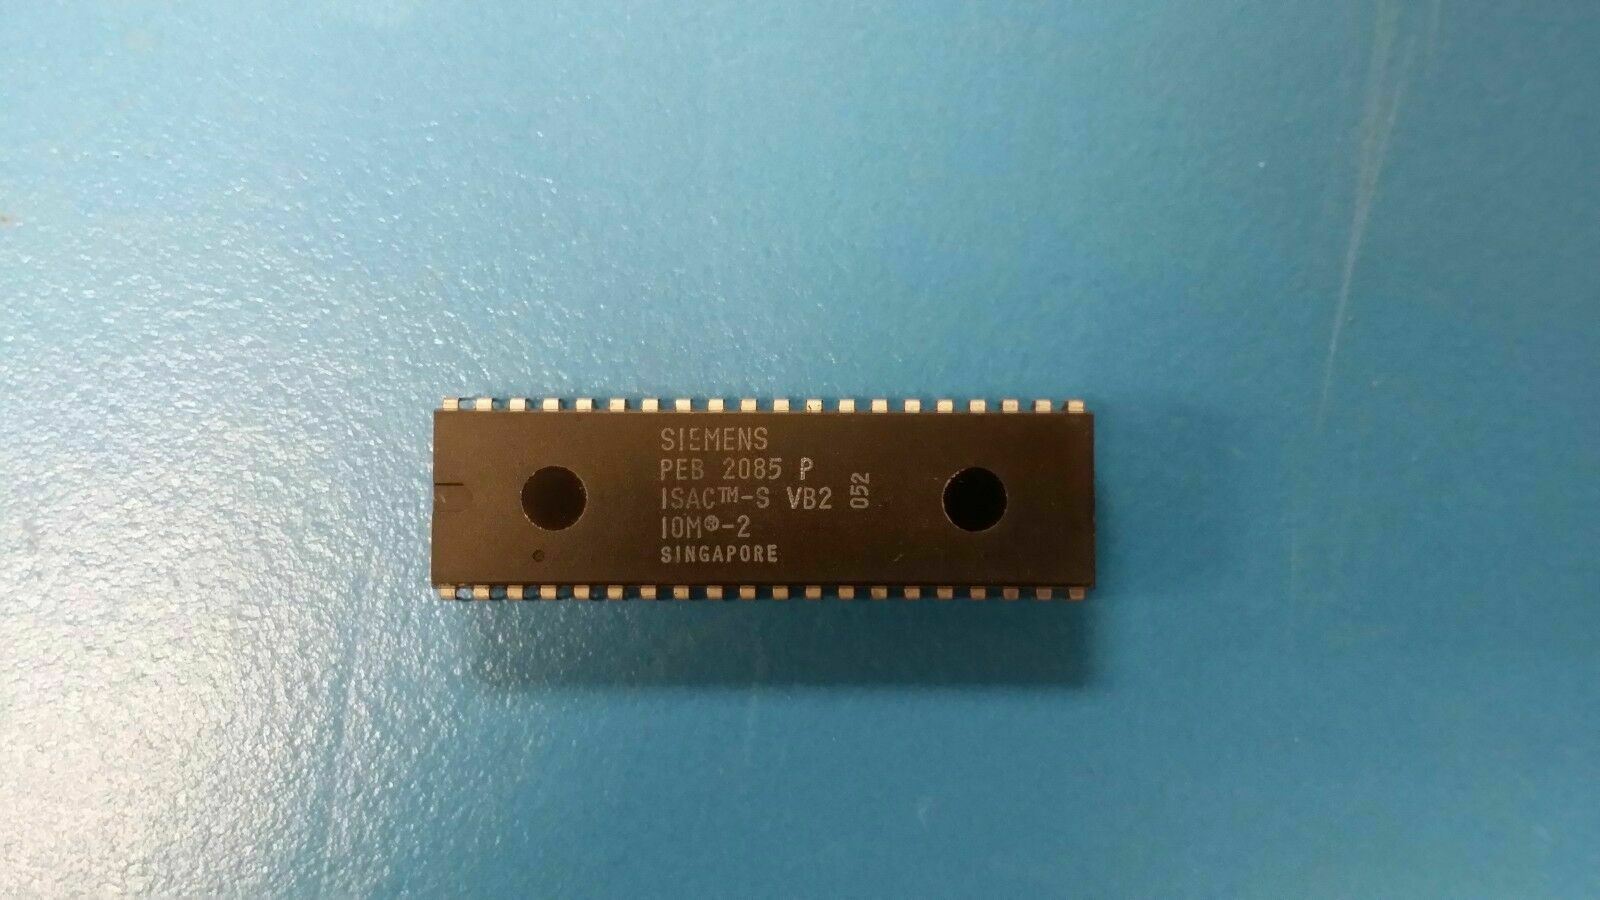 SIEMENS
PEB 2085 P
ISAC™-S VB2
052
IOM®-2
SINGAPORE